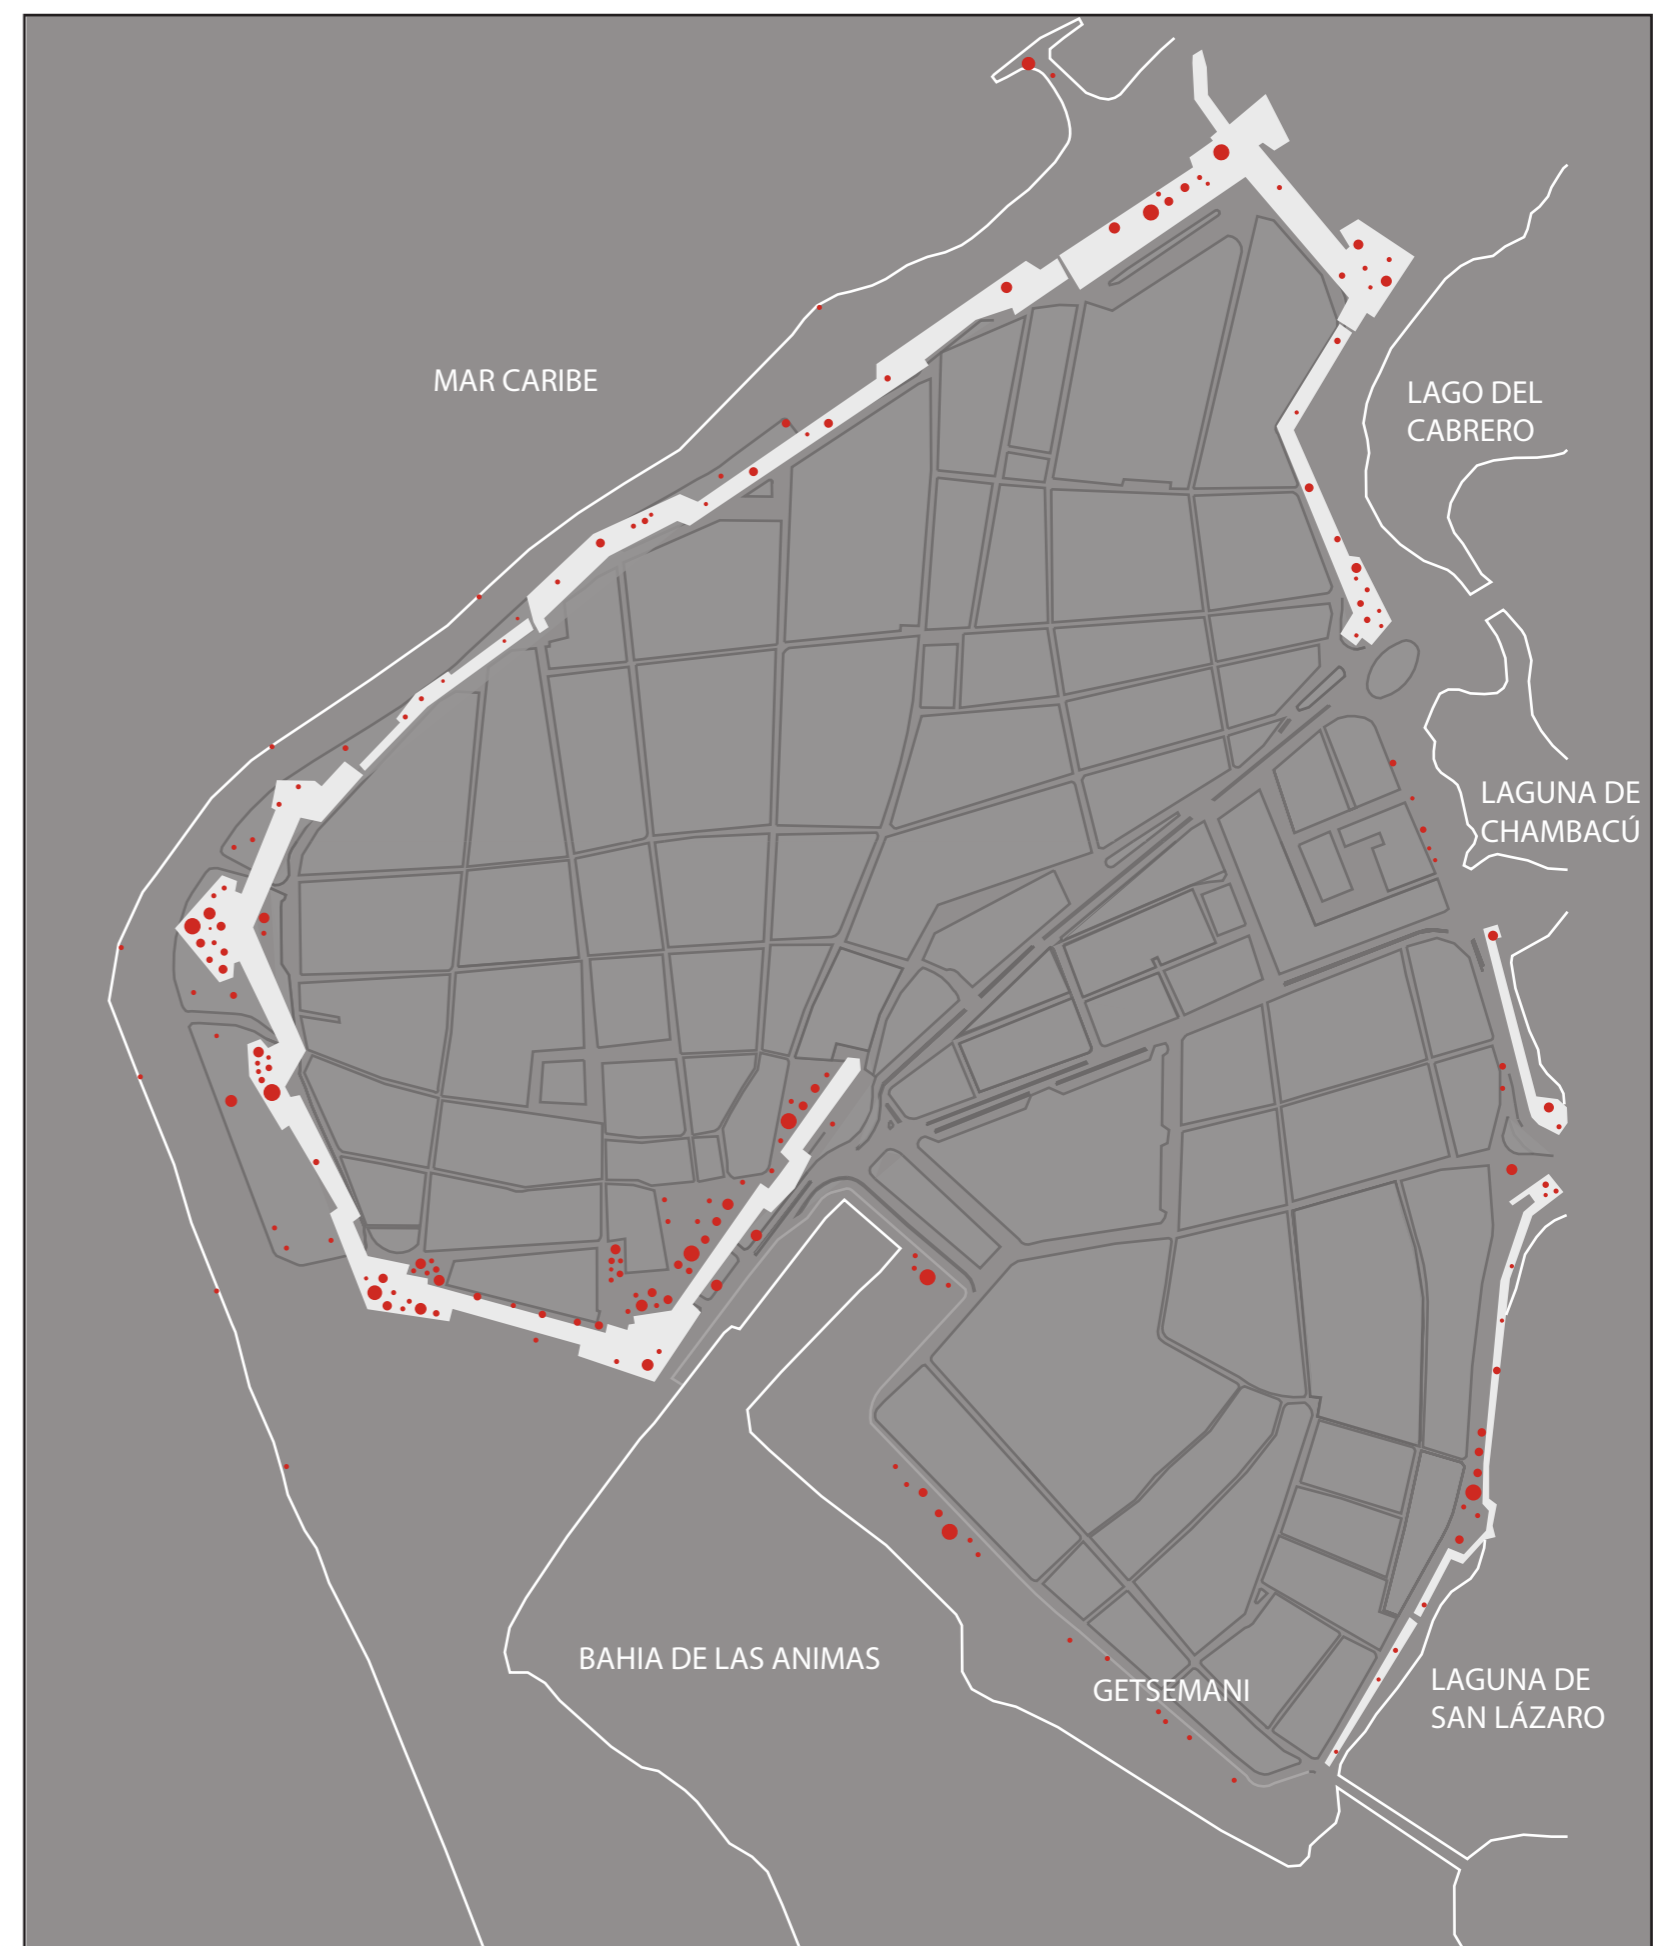 MAR CARIBE
LAGO DEL
CABRERO
LAGUNA DE
CHAMBACÚ
BAHIA DE LAS ANIMAS
GETSEMANI
LAGUNA DE
SAN LÁZARO